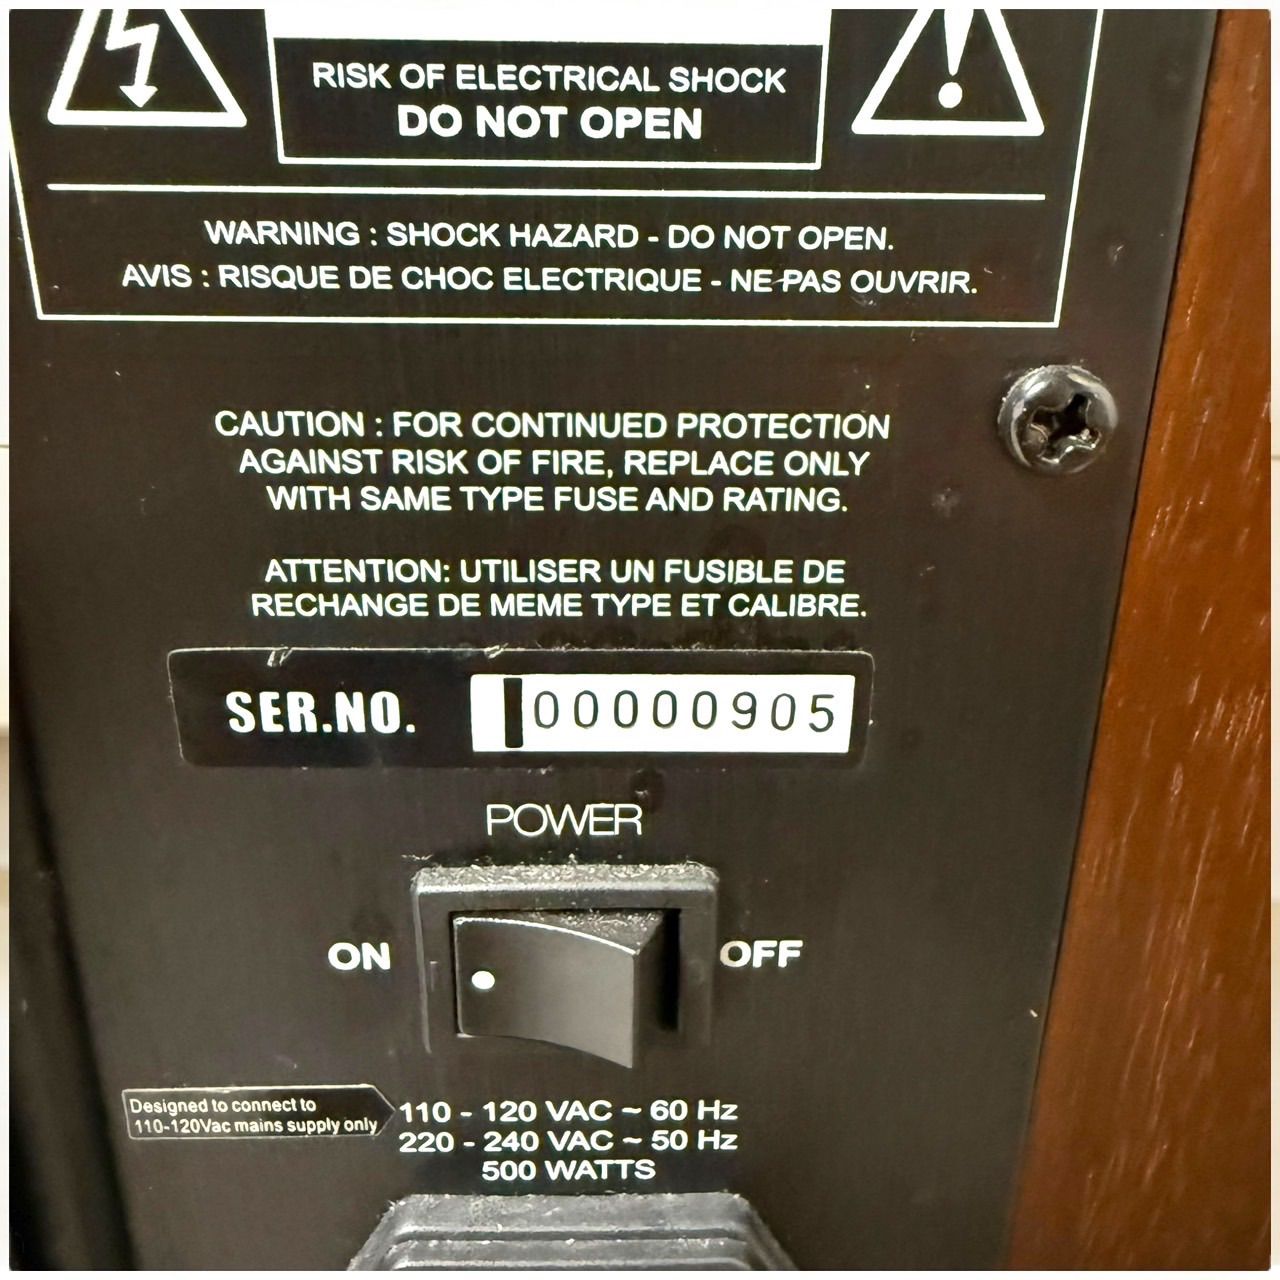 RISK OF ELECTRICAL SHOCK
DO NOT OPEN
WARNING : SHOCK HAZARD - DO NOT OPEN.
AVIS : RISQUE DE CHOC ELECTRIQUE - NE PAS OUVRIR.
CAUTION : FOR CONTINUED PROTECTION
AGAINST RISK OF FIRE, REPLACE ONLY
WITH SAME TYPE FUSE AND RATING.
ATTENTION: UTILISER UN FUSIBLE DE
RECHANGE DE MEME TYPE ET CALIBRE.
SER.NO. 00000905
POWER
ON OFF
Designed to connect to
110-120Vac mains supply only
110 - 120 VAC ~ 60 Hz
220 - 240 VAC ~ 50 Hz
500 WATTS